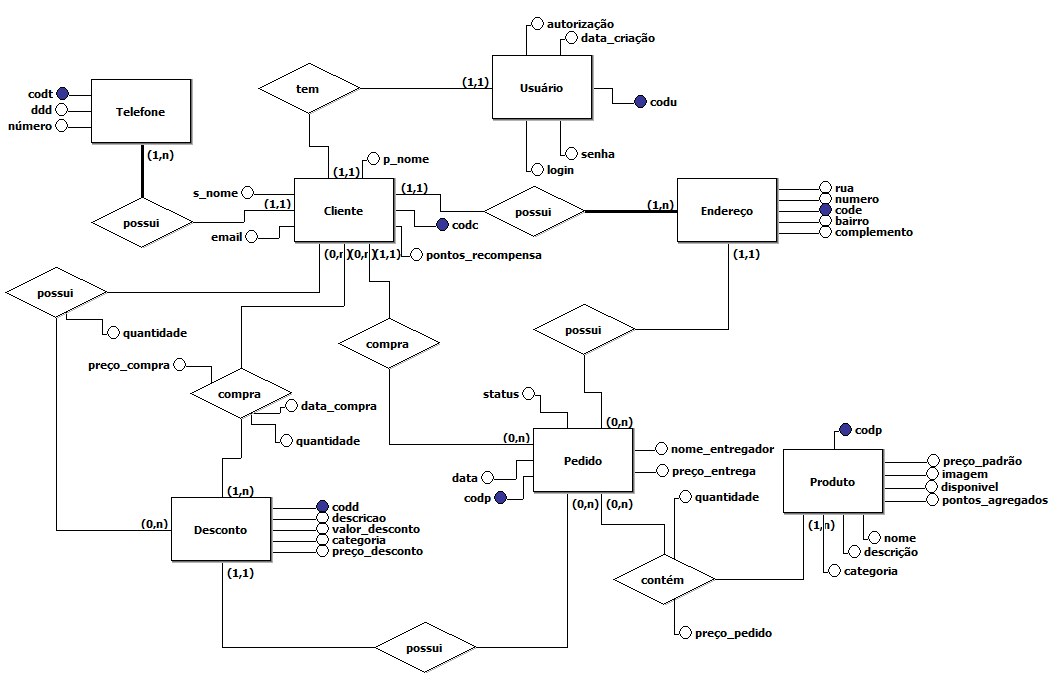 autorização
data_criação
tem
(1,1)
Usuário
codu
senha
login
codt
ddd
número
Telefone
(1,n)
possui
p_nome
s_nome
(1,1)
(1,1)
(1,1)
Cliente
email
codc
pontos_recompensa
possui
(1,n)
Endereço
rua
numero
code
bairro
complemento
(1,1)
(0,n
)(0,n
)(1,1)
possui
quantidade
preço_compra
compra
data_compra
quantidade
compra
possui
status
(0,n)
(0,n)
Pedido
nome_entregador
preço_entrega
data
codp
(0,n)
(0,n)
codp
Produto
preço_padrão
imagem
disponivel
pontos_agregados
(1,n)
nome
descrição
categoria
quantidade
contém
preço_pedido
(1,n)
(0,n)
Desconto
codd
descricao
valor_desconto
categoria
preço_desconto
(1,1)
possui